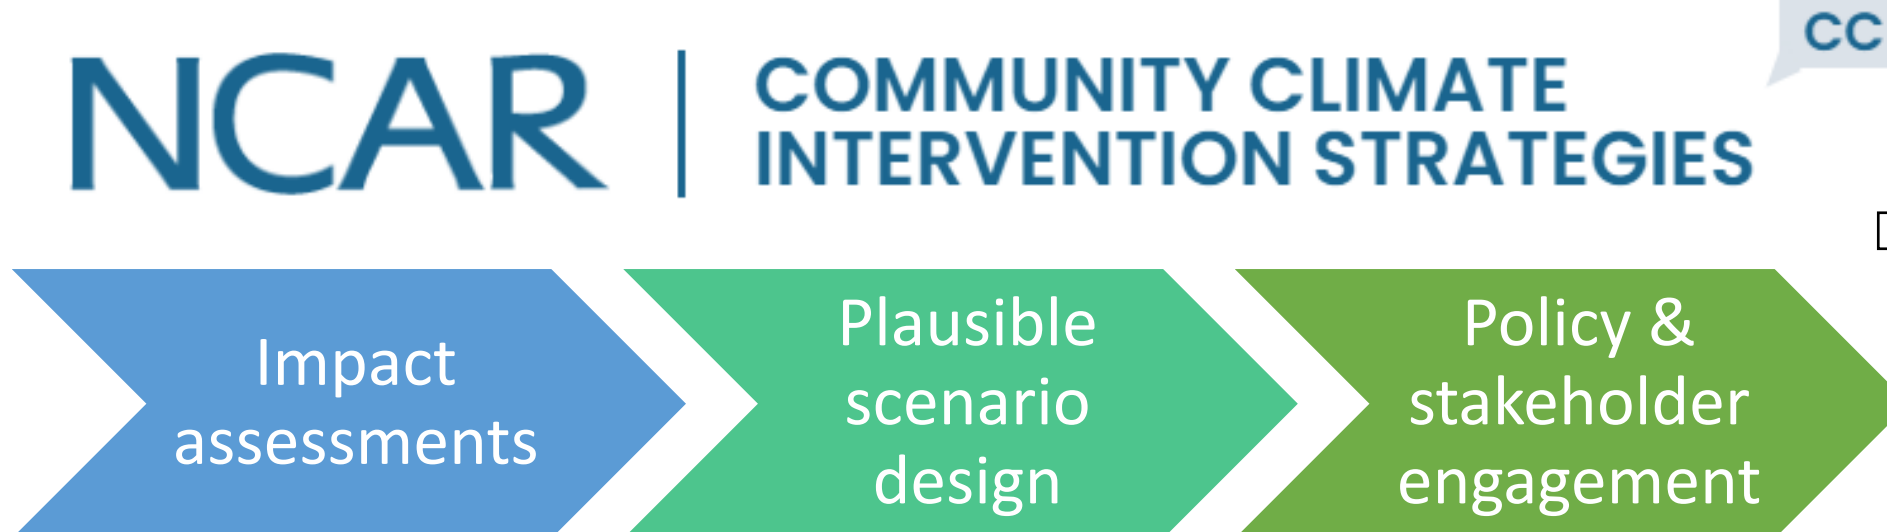 NCAR
COMMUNITY CLIMATE
INTERVENTION STRATEGIES
CC
Impact
assessments
Plausible
scenario
design
Policy &
stakeholder
engagement